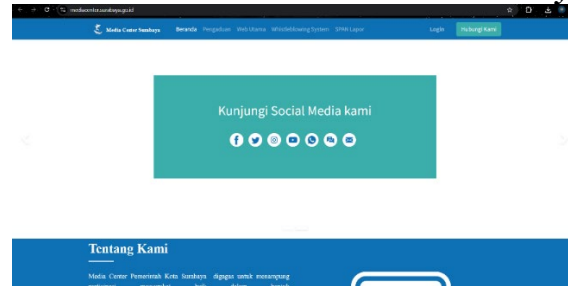 mediacenter.surabaya.go.id
Media Center Surabaya Beranda Pengaduan Web Utama Whistleblowing System SPAN Lapor Login Hubungi Kami
Kunjungi Social Media kami
Tentang Kami
Media Center Pemerintah Kota Surabaya digagas untuk menampung